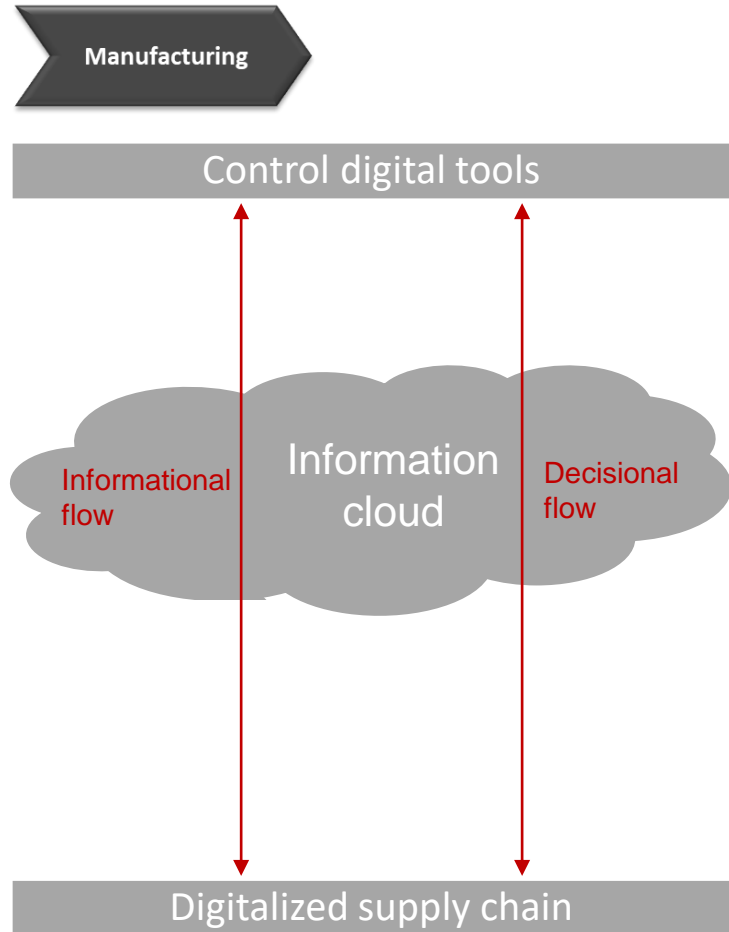 Manufacturing
Control digital tools
Informational
flow
Information
cloud
Decisional
flow
Digitalized supply chain